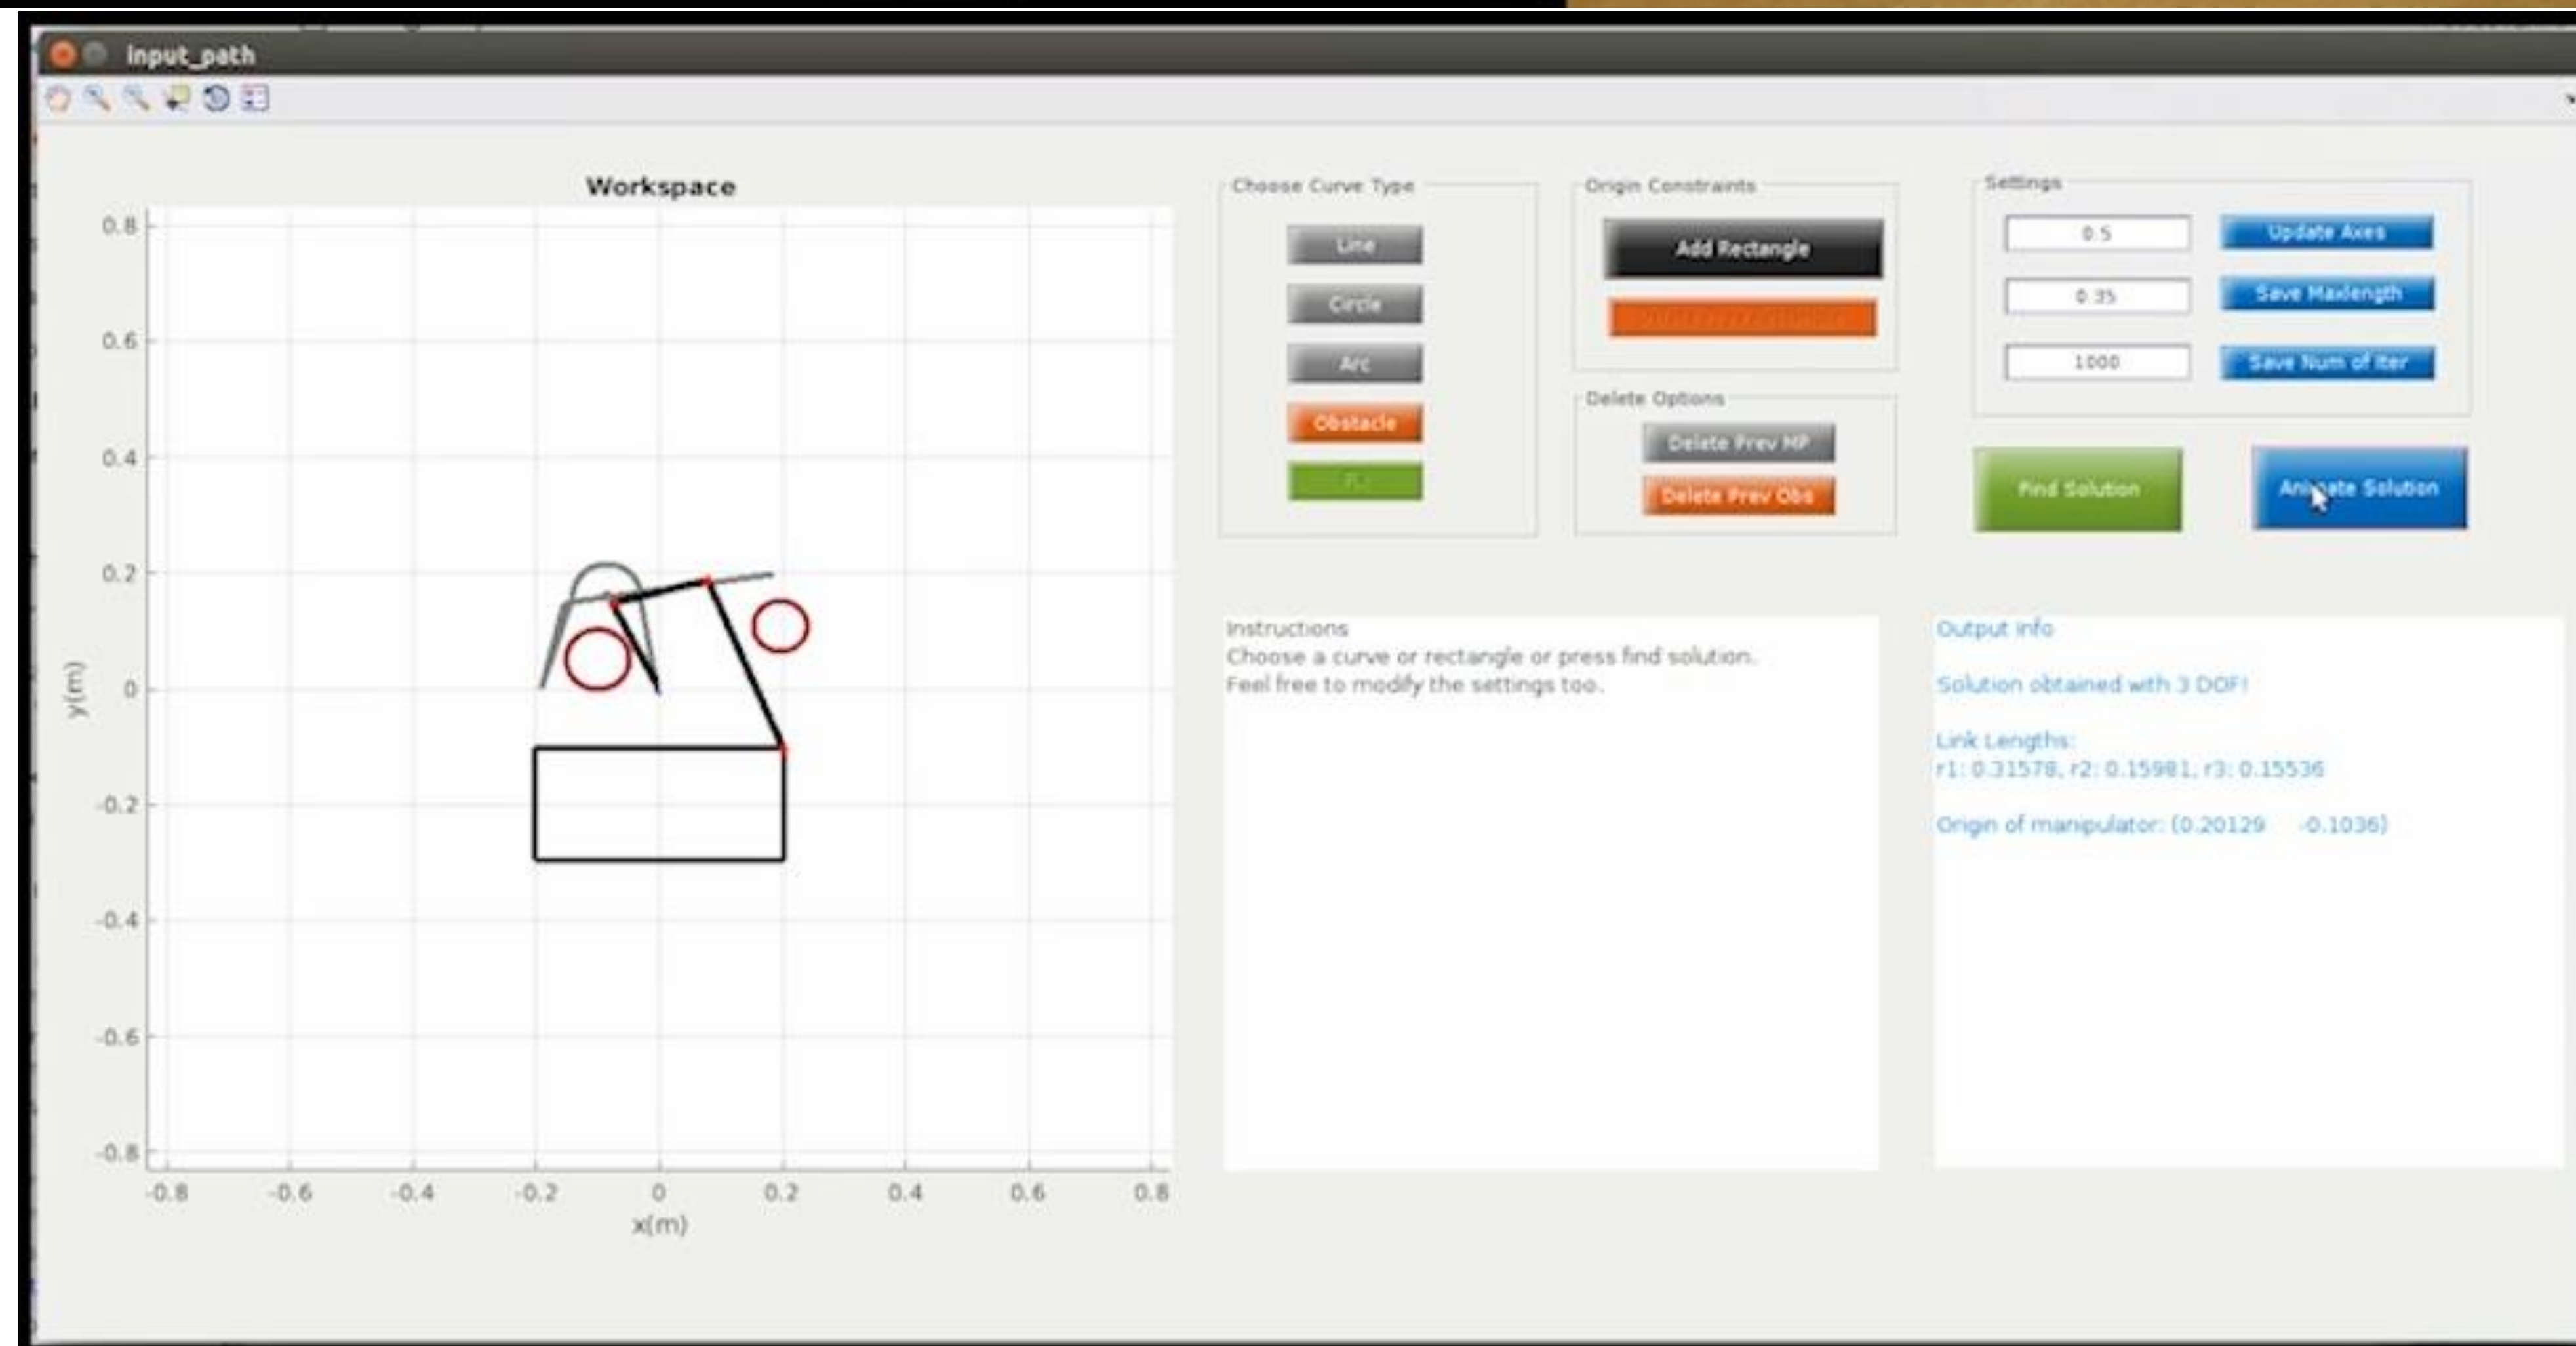 input_path
Workspace
0.8
0.6
0.4
0.2
0
-0.2
-0.4
-0.6
-0.8
y(m)
-0.8 -0.6 -0.4 -0.2 0 0.2 0.4 0.6 0.8
x(m)
Choose Curve Type
Line
Circle
Arc
Obstacle
Origin Constraints
Add Rectangle
Delete Options
Delete Prev MP
Delete Prev Obs
Settings
0.5 Update Axes
0.35 Save Maxlength
1000 Save Num of Iter
Find Solution
Animate Solution
Instructions
Choose a curve or rectangle or press find solution.
Feel free to modify the settings too.
Output info
Solution obtained with 3 DOF!
Link Lengths:
r1: 0.31578, r2: 0.15981, r3: 0.15536
Origin of manipulator: (0.20129 -0.1036)